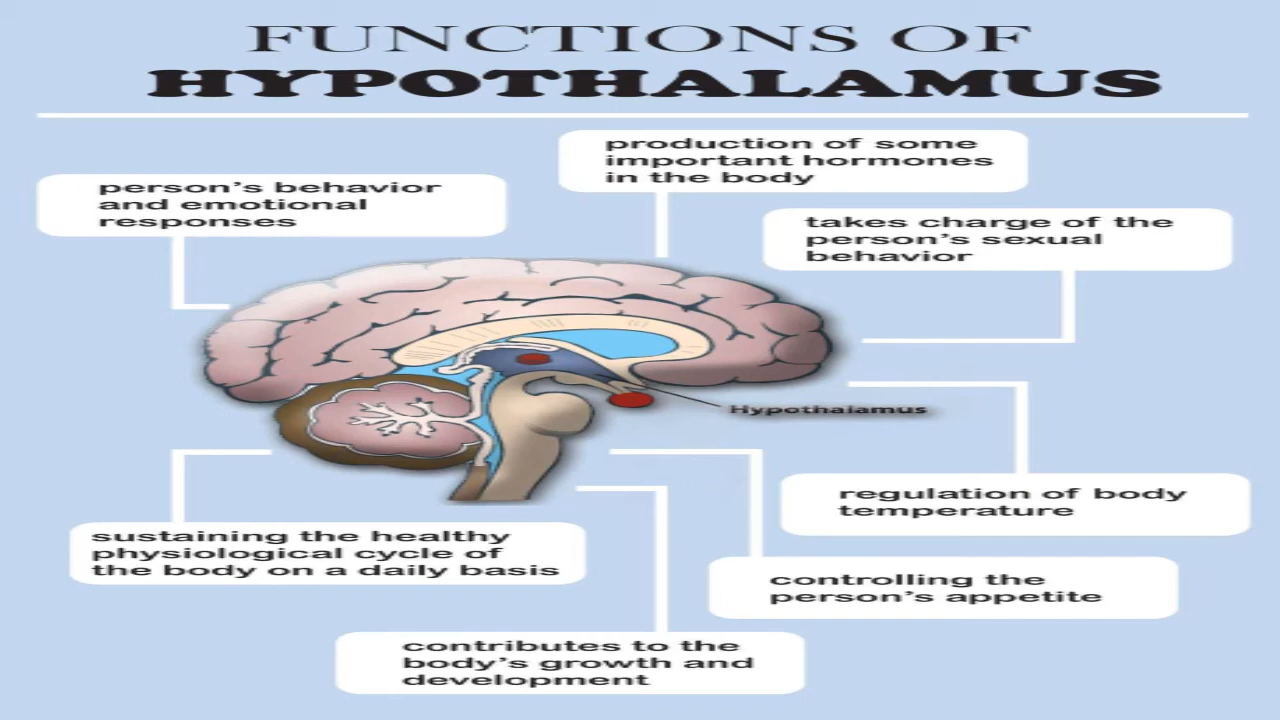 FUNCTIONS OF
HYPOTHALAMUS
production of some
important hormones
in the body
person's behavior
and emotional
responses
takes charge of the
person's sexual
behavior
Hypothalamus
regulation of body
temperature
sustaining the healthy
physiological cycle of
the body on a daily basis
controlling the
person's appetite
contributes to the
body's growth and
development